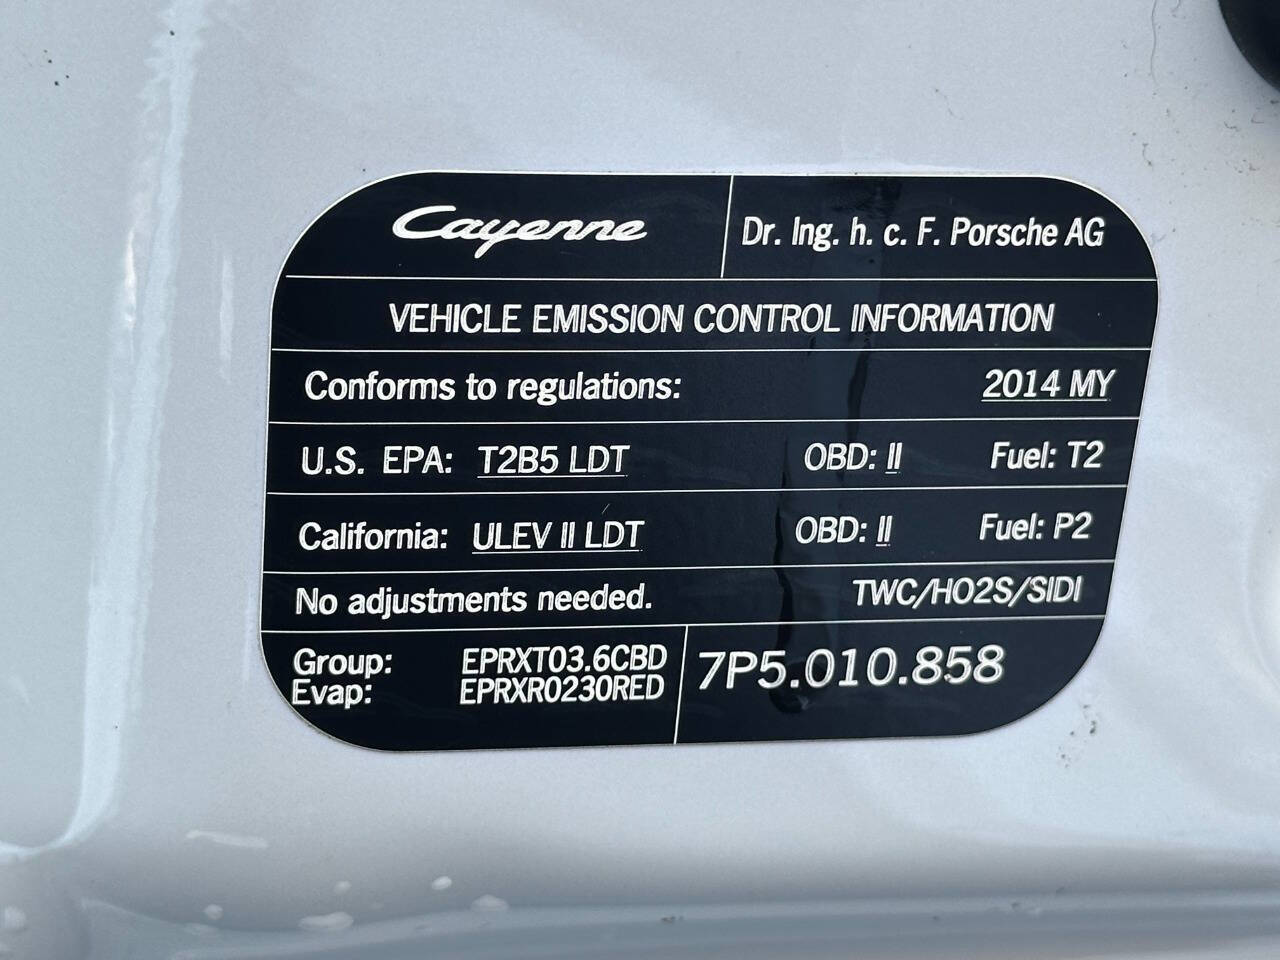 Cayenne Dr. Ing. h. c. F. Porsche AG
VEHICLE EMISSION CONTROL INFORMATION
Conforms to regulations: 2014 MY
U.S. EPA: T2B5 LDT OBD: II Fuel: T2
California: ULEV II LDT OBD: II Fuel: P2
No adjustments needed. TWC/HO2S/SIDI
Group: EPRXT03.6CBD
Evap: EPRXR0230RED
7P5.010.858